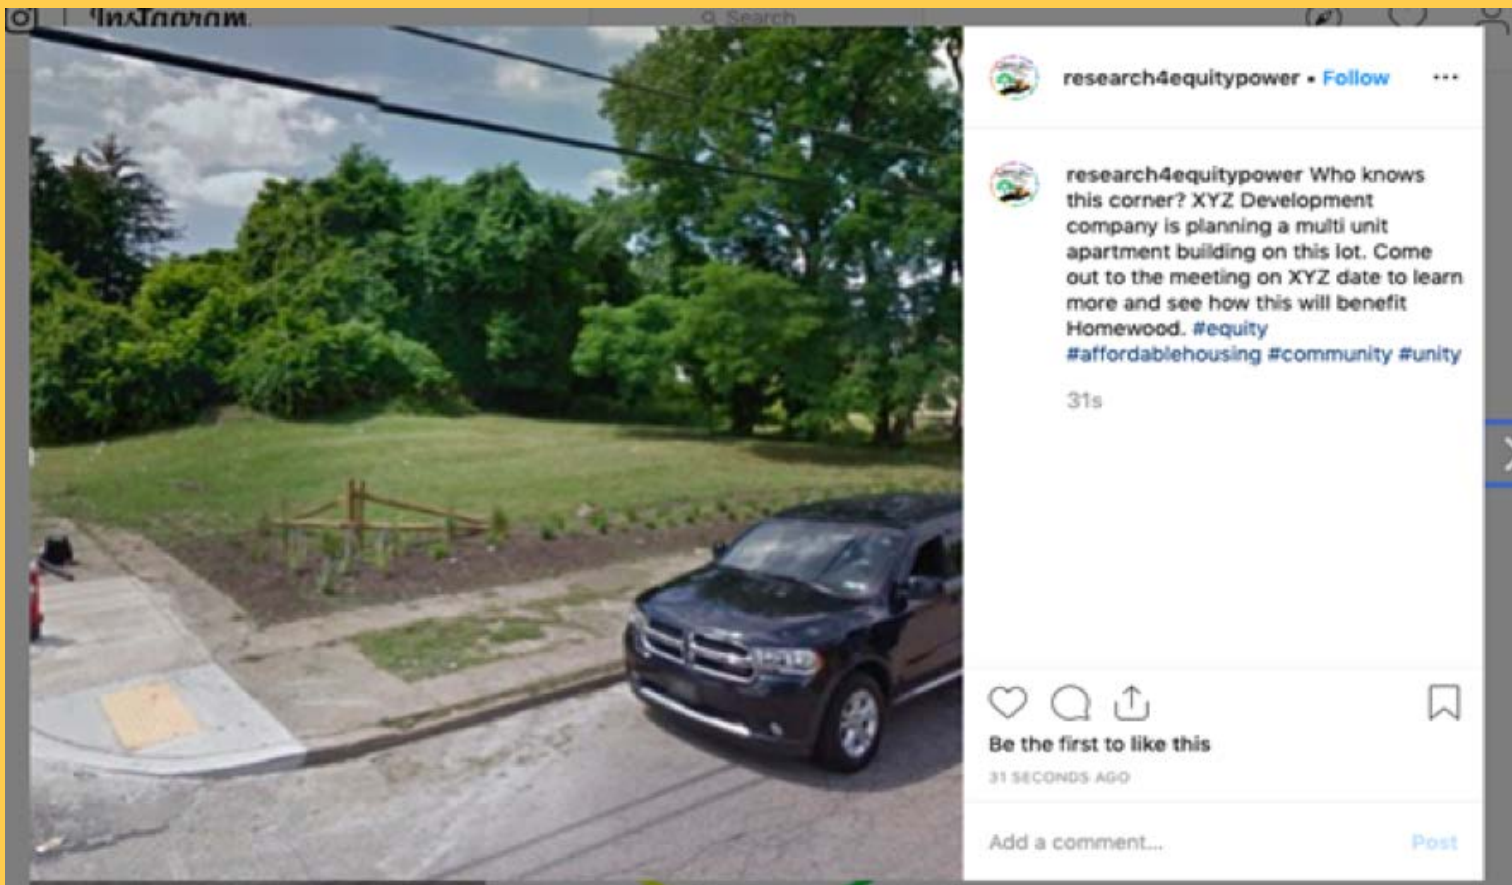 Instagram
Search
research4equitypower • Follow
research4equitypower Who knows
this corner? XYZ Development
company is planning a multi unit
apartment building on this lot. Come
out to the meeting on XYZ date to learn
more and see how this will benefit
Homewood. #equity
#affordablehousing #community #unity
31s
Be the first to like this
31 SECONDS AGO
Add a comment...
Post